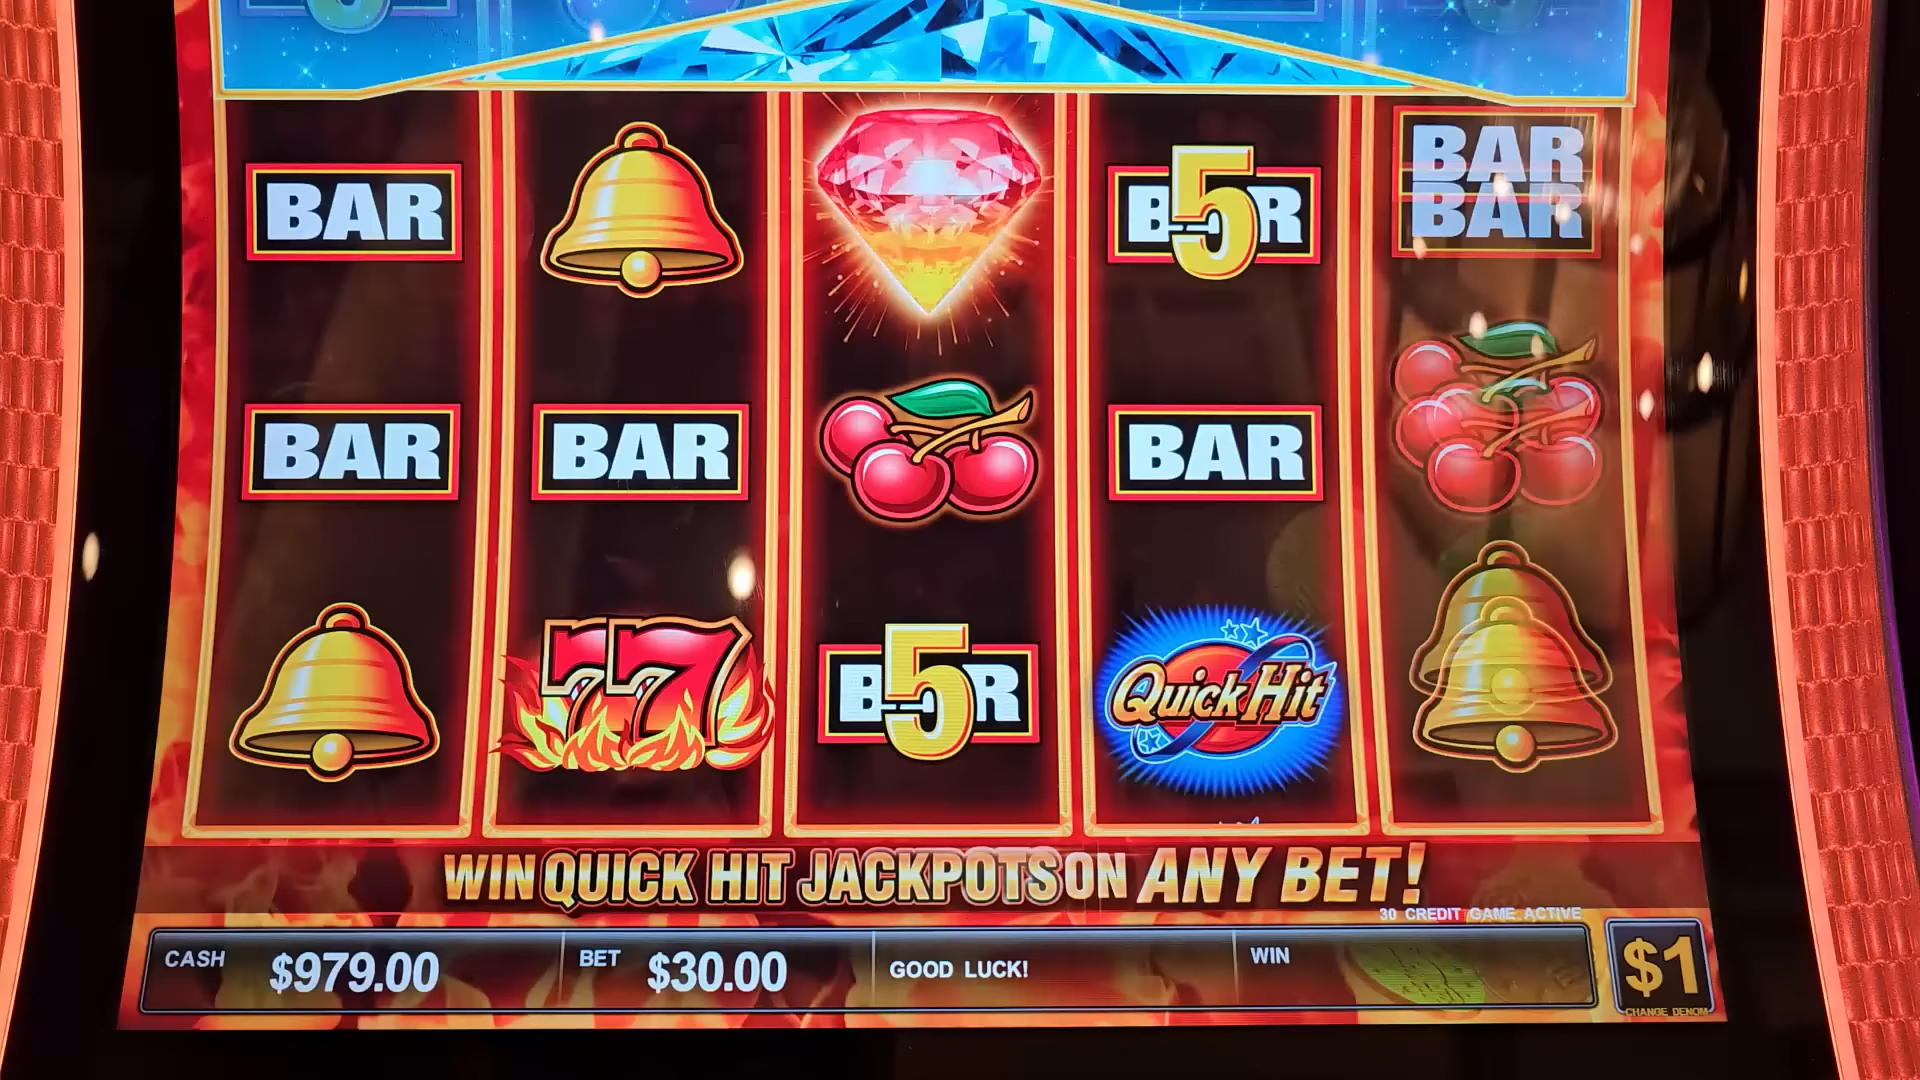 BAR
B5R
BAR
BAR
BAR
BAR
BAR
77
B5R
Quick Hit
WIN QUICK HIT JACKPOTS ON ANY BET!
30 CREDIT GAME ACTIVE
CASH $979.00 BET $30.00 GOOD LUCK! WIN $1
CHANGE DENOM